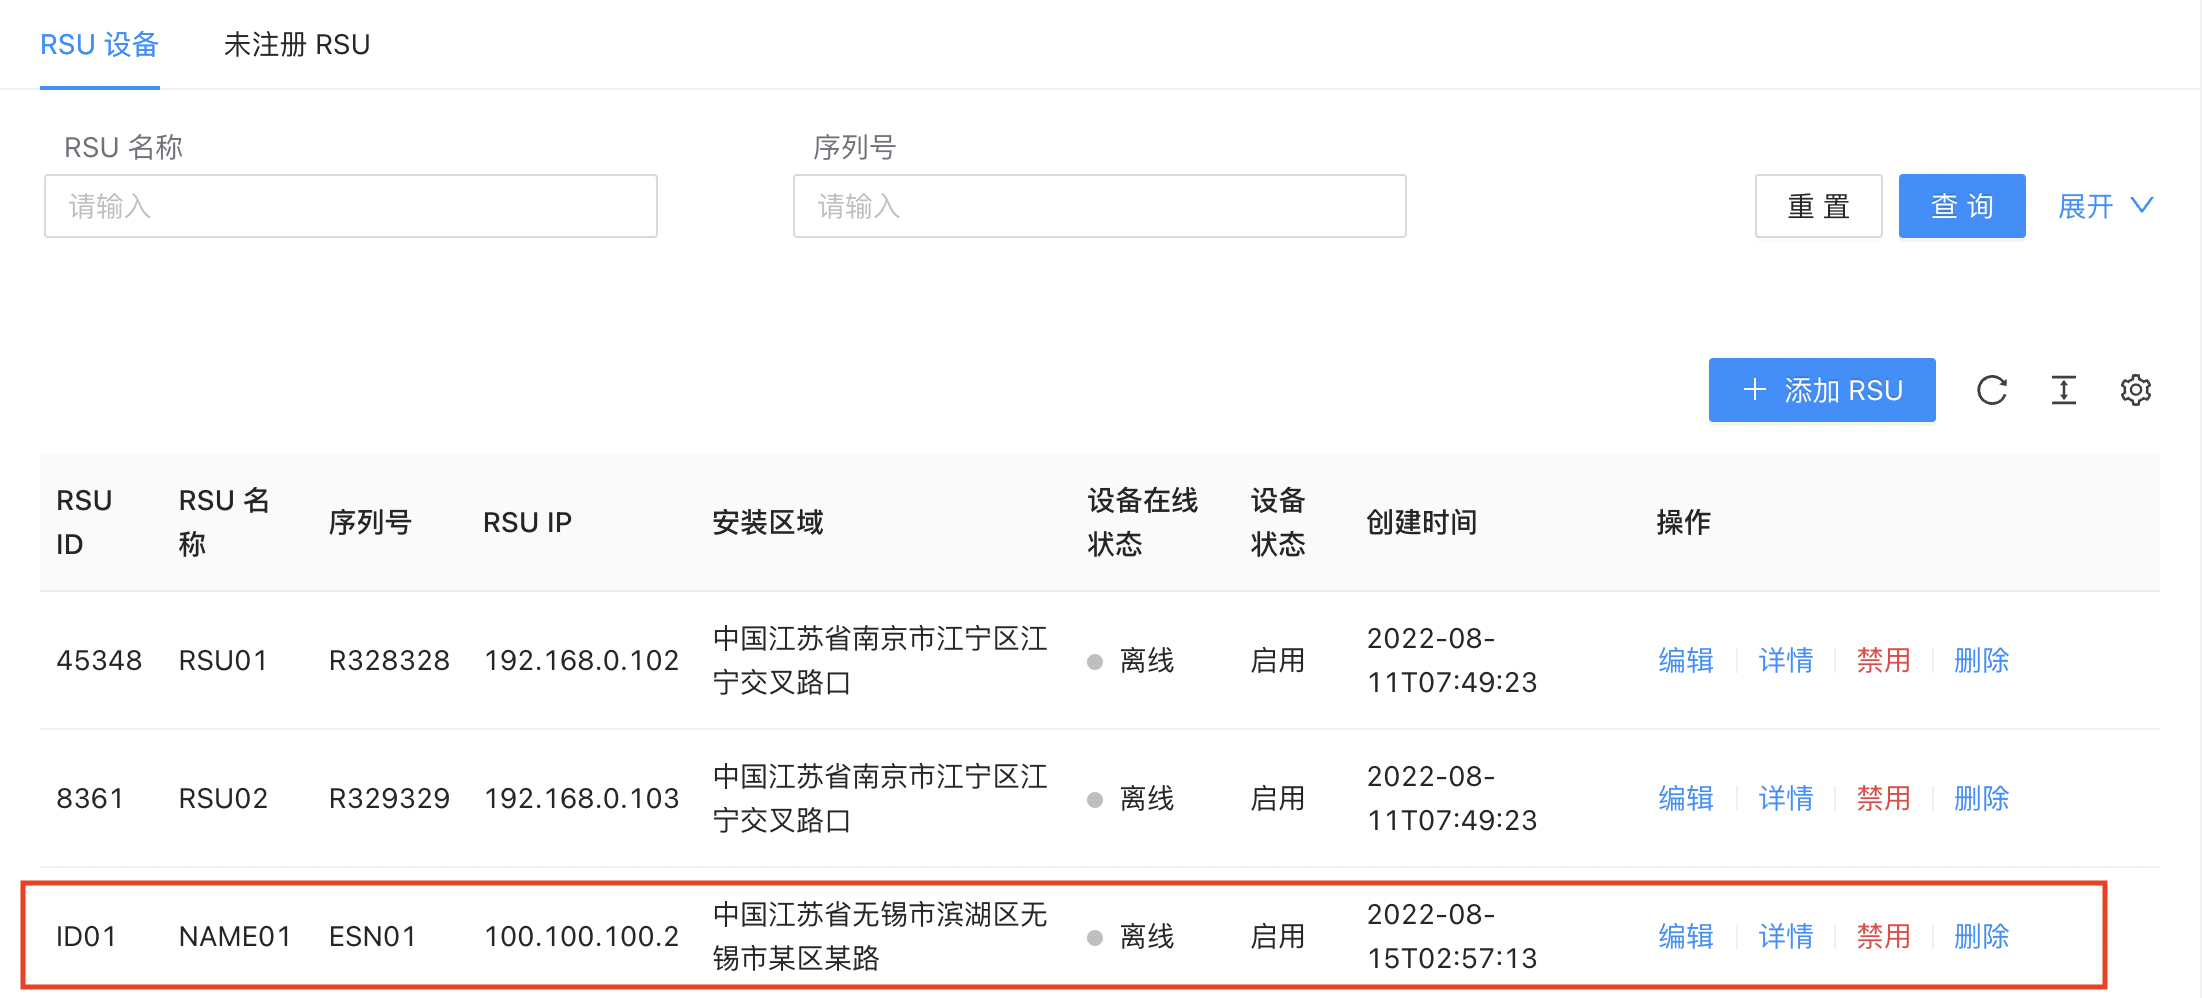 RSU 设备 未注册 RSU
RSU 名称 序列号
请输入 请输入 重 置 查 询 展开
添加 RSU
RSU ID RSU 名称 序列号 RSU IP 安装区域 设备在线状态 设备状态 创建时间 操作
45348 RSU01 R328328 192.168.0.102 中国江苏省南京市江宁区江宁交叉路口 离线 启用 2022-08-11T07:49:23 编辑 详情 禁用 删除
8361 RSU02 R329329 192.168.0.103 中国江苏省南京市江宁区江宁交叉路口 离线 启用 2022-08-11T07:49:23 编辑 详情 禁用 删除
ID01 NAME01 ESN01 100.100.100.2 中国江苏省无锡市滨湖区无锡市某区某路 离线 启用 2022-08-15T02:57:13 编辑 详情 禁用 删除